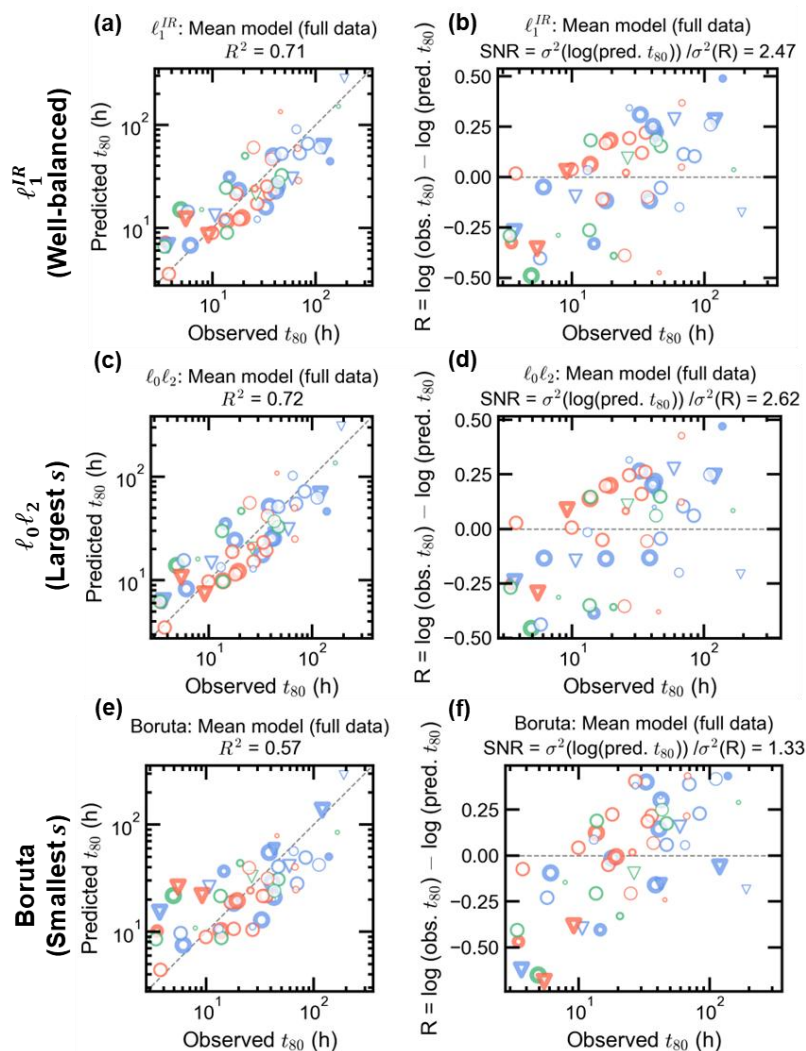 (a)
ℓ₁ᴵᴿ: Mean model (full data)
R² = 0.71
ℓ₁ᴵᴿ
(Well-balanced)
Predicted t₈₀ (h)
10²
10¹
10¹
10²
Observed t₈₀ (h)
(b)
ℓ₁ᴵᴿ: Mean model (full data)
SNR = σ²(log(pred. t₈₀)) /σ²(R) = 2.47
R = log (obs. t₈₀) − log (pred. t₈₀)
0.50
0.25
0.00
−0.25
−0.50
10¹
10²
Observed t₈₀ (h)
(c)
ℓ₀ℓ₂: Mean model (full data)
R² = 0.72
ℓ₀ℓ₂
(Largest s)
Predicted t₈₀ (h)
10²
10¹
10¹
10²
Observed t₈₀ (h)
(d)
ℓ₀ℓ₂: Mean model (full data)
SNR = σ²(log(pred. t₈₀)) /σ²(R) = 2.62
R = log (obs. t₈₀) − log (pred. t₈₀)
0.50
0.25
0.00
−0.25
−0.50
10¹
10²
Observed t₈₀ (h)
(e)
Boruta: Mean model (full data)
R² = 0.57
Boruta
(Smallest s)
Predicted t₈₀ (h)
10²
10¹
10¹
10²
Observed t₈₀ (h)
(f)
Boruta: Mean model (full data)
SNR = σ²(log(pred. t₈₀)) /σ²(R) = 1.33
R = log (obs. t₈₀) − log (pred. t₈₀)
0.25
0.00
−0.25
−0.50
10¹
10²
Observed t₈₀ (h)